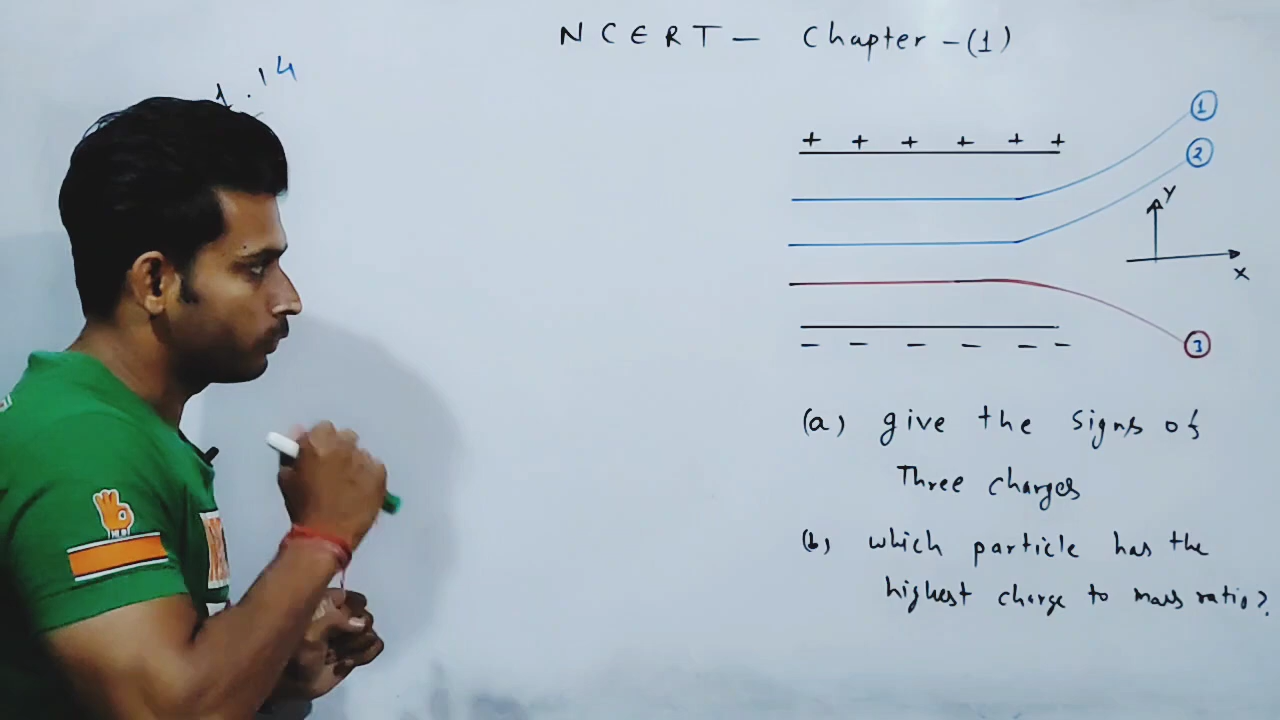 NCERT - Chapter - (1)
1.14
+ + + + + +
1
2
Y
X
3
- - - - - -
(a) give the signs of
Three charges
(b) which particle has the
highest charge to mass ratio?